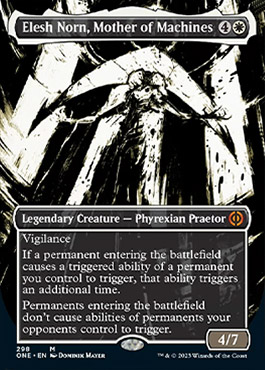 Elesh Norn, Mother of Machines 4
Legendary Creature — Phyrexian Praetor
Vigilance
If a permanent entering the battlefield
causes a triggered ability of a permanent
you control to trigger, that ability triggers
an additional time.
Permanents entering the battlefield
don't cause abilities of permanents your
opponents control to trigger.
4/7
298 M
ONE • EN Dominik Mayer ™ & © 2023 Wizards of the Coast